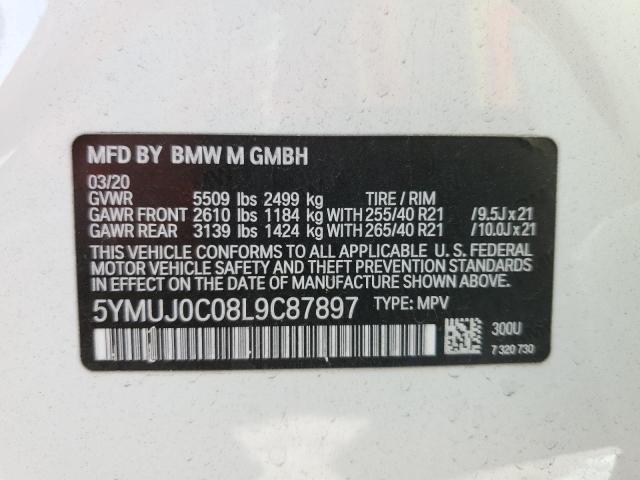 MFD BY BMW M GMBH
03/20
GVWR 5509 lbs 2499 kg TIRE / RIM
GAWR FRONT 2610 lbs 1184 kg WITH 255/40 R21 / 9.5J x 21
GAWR REAR 3139 lbs 1424 kg WITH 265/40 R21 / 10.0J x 21
THIS VEHICLE CONFORMS TO ALL APPLICABLE U. S. FEDERAL
MOTOR VEHICLE SAFETY AND THEFT PREVENTION STANDARDS
IN EFFECT ON THE DATE OF MANUFACTURE SHOWN ABOVE.
5YMUJ0C08L9C87897 TYPE: MPV
300U
7 320 730